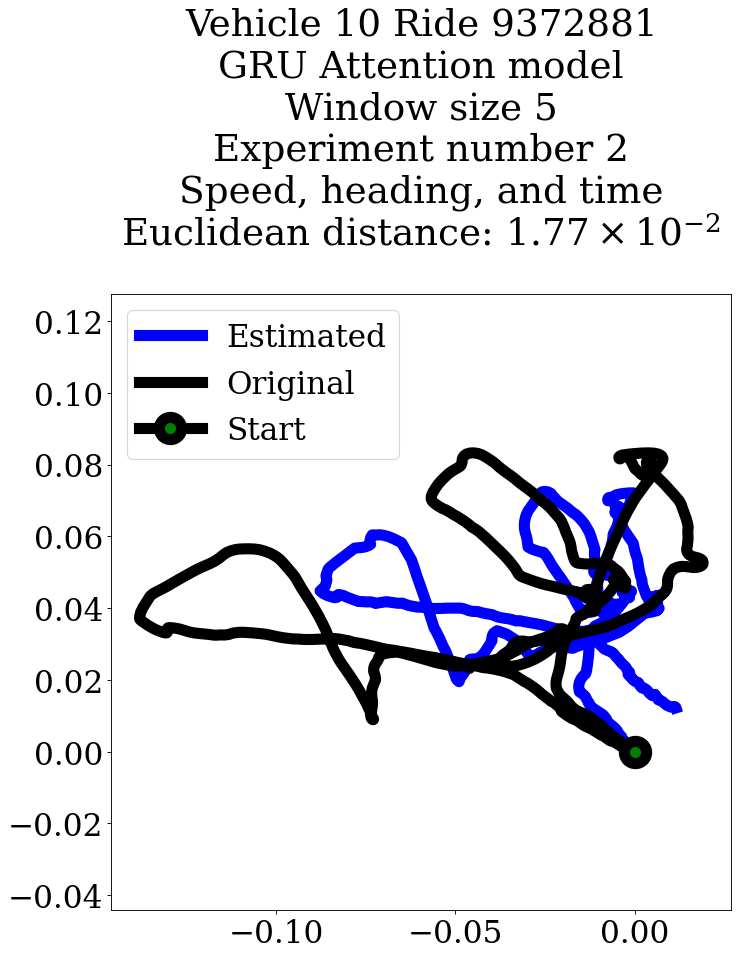 Vehicle 10 Ride 9372881
GRU Attention model
Window size 5
Experiment number 2
Speed, heading, and time
Euclidean distance: 1.77 × 10⁻²
Estimated
Original
Start
0.12
0.10
0.08
0.06
0.04
0.02
0.00
−0.02
−0.04
−0.10
−0.05
0.00